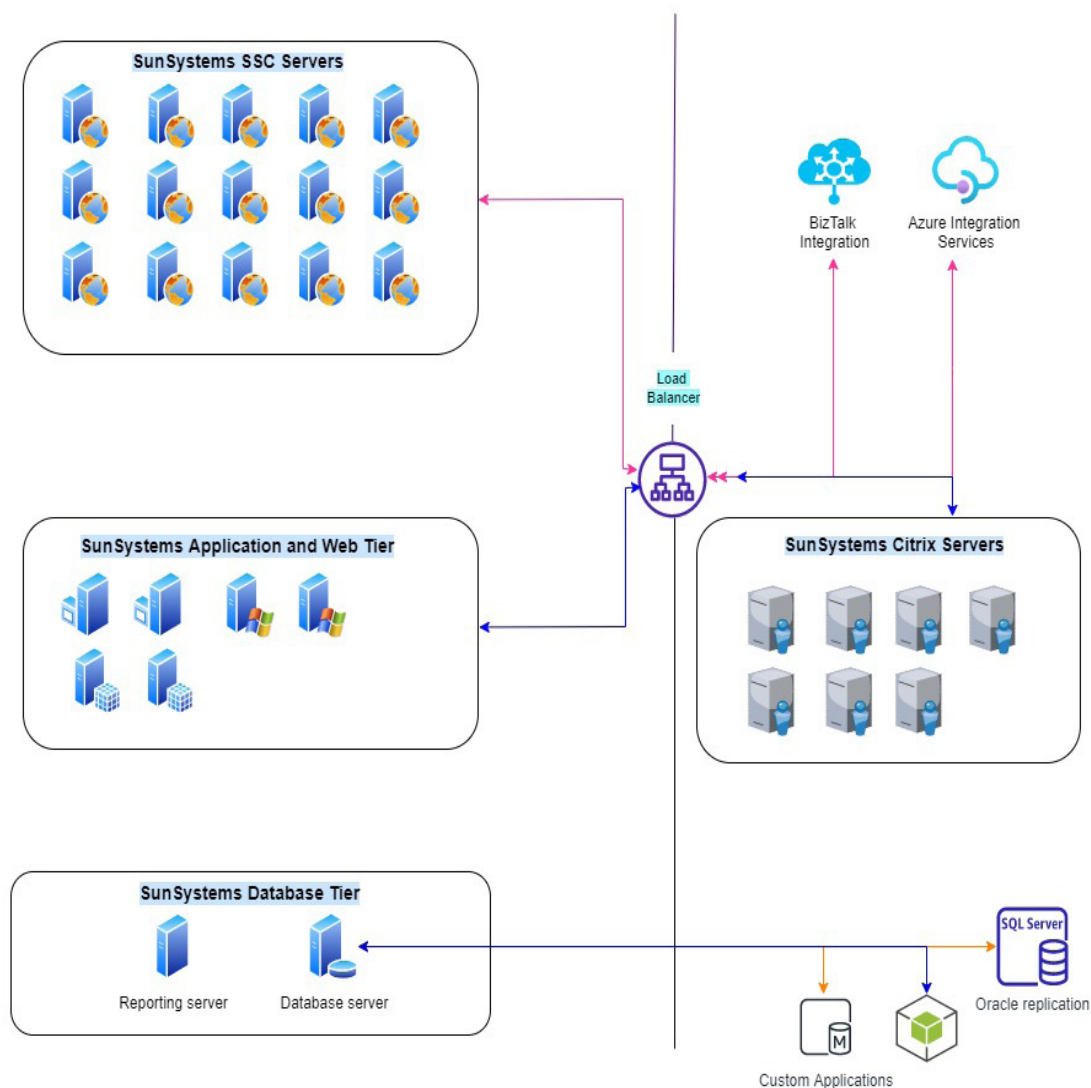 SunSystems SSC Servers
BizTalk
Integration
Azure Integration
Services
Load
Balancer
SunSystems Application and Web Tier
SunSystems Citrix Servers
SunSystems Database Tier
Reporting server
Database server
SQL Server
Oracle replication
M
Custom Applications